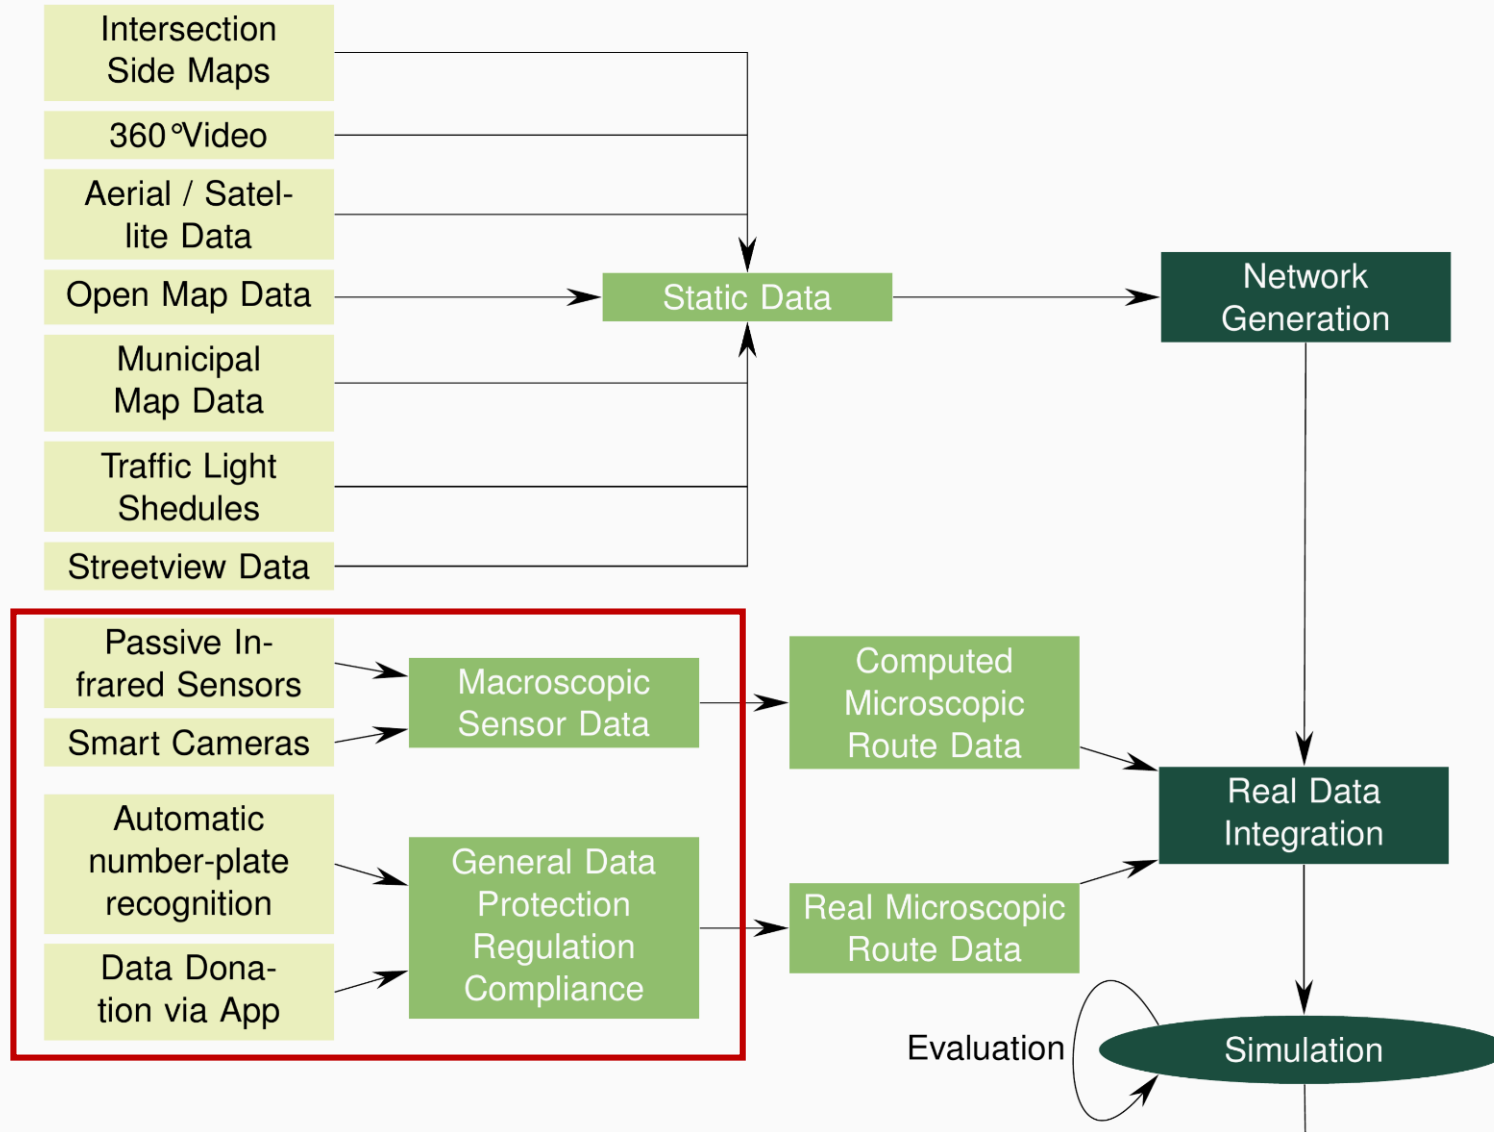 Intersection
Side Maps
360°Video
Aerial / Satel-
lite Data
Open Map Data
Municipal
Map Data
Traffic Light
Shedules
Streetview Data
Static Data
Network
Generation
Passive In-
frared Sensors
Smart Cameras
Macroscopic
Sensor Data
Computed
Microscopic
Route Data
Automatic
number-plate
recognition
Data Dona-
tion via App
General Data
Protection
Regulation
Compliance
Real Microscopic
Route Data
Real Data
Integration
Evaluation
Simulation